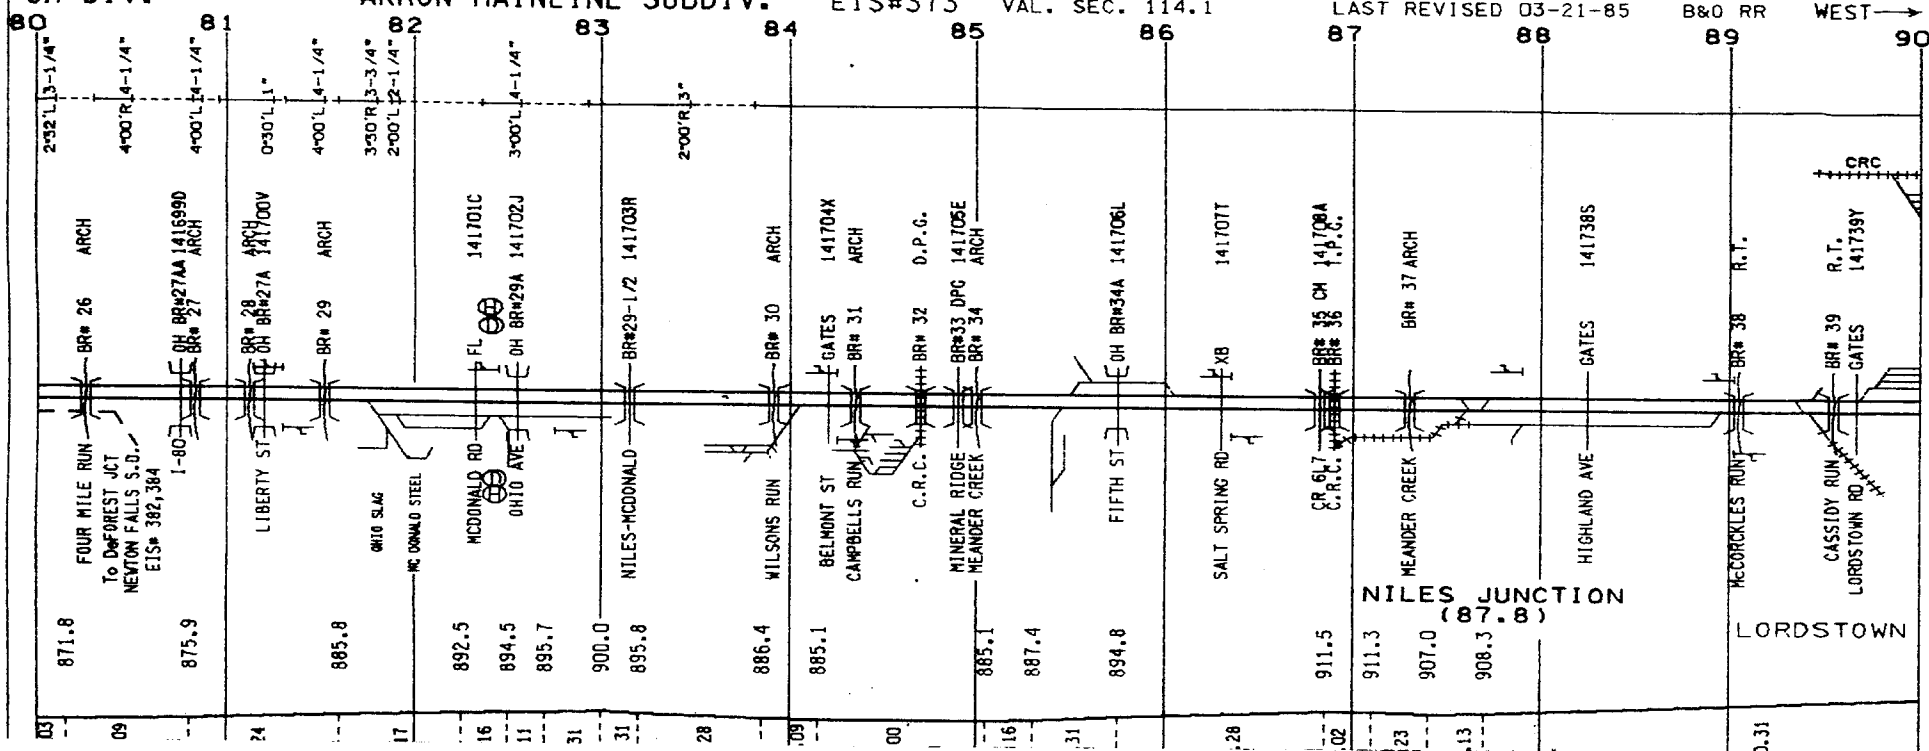 AKRON MAINLINE SUBDIV. EIS#373 VAL. SEC. 114.1 LAST REVISED 03-21-85 B&O RR WEST
80 81 82 83 84 85 86 87 88 89 90
2°32'L 3-1/4"
4°00'R 4-1/4"
4°00'L 4-1/4"
0°30'L 1"
4°00'L 4-1/4"
3°30'R 3-3/4"
2°00'L 2-1/4"
3°00'L 4-1/4"
2°00'R 3"
CRC
BR# 26 ARCH
OH BR#27AA 141699D
BR# 27 ARCH
BR# 28 ARCH
OH BR#27A 141700V
BR# 29 ARCH
FL 141701C
OH BR#29A 141702J
BR#29-1/2 141703R
BR# 30 ARCH
GATES 141704X
BR# 31 ARCH
BR# 32 D.P.G.
BR#33 DPG 141705E
BR# 34 ARCH
OH BR#34A 141706L
XB 141707T
BR# 35 CM 141708A
BR# 36 T.P.G.
BR# 37 ARCH
GATES 141738S
BR# 38 R.T.
BR# 39 R.T.
GATES 141739Y
FOUR MILE RUN
To DeFOREST JCT
NEWTON FALLS S.D.
EIS# 382,384
I-80
LIBERTY ST
OHIO SLAG
MC DONALD STEEL
MCDONALD RD
OHIO AVE
NILES-MCDONALD
WILSONS RUN
BELMONT ST
CAMPBELLS RUN
C.R.C.
MINERAL RIDGE
MEANDER CREEK
FIFTH ST
SALT SPRING RD
CR 617
C.R.C.
MEANDER CREEK
HIGHLAND AVE
McCORCKLES RUN
CASSIDY RUN
LORDSTOWN RD
NILES JUNCTION
(87.8)
LORDSTOWN
871.8
875.9
885.8
892.5
894.5
895.7
900.0
895.8
886.4
885.1
885.1
887.4
894.8
911.5
911.3
907.0
908.3
.03
09
24
17
16
11
31
31
28
.09
00
16
31
.28
.02
23
.13
0.31